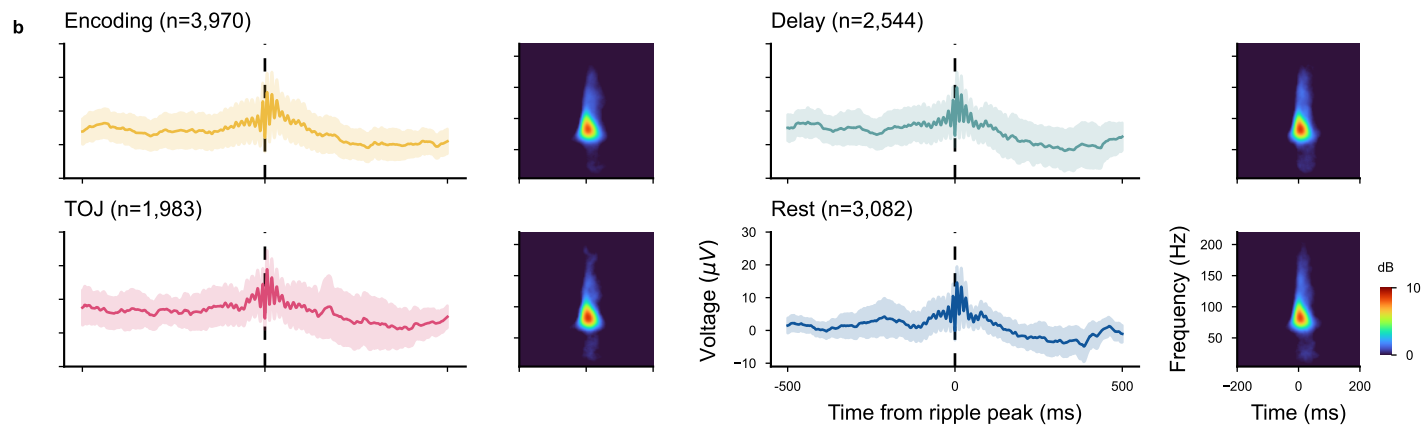 b
Encoding (n=3,970)
Delay (n=2,544)
TOJ (n=1,983)
Rest (n=3,082)
Voltage (μV)
30
20
10
0
−10
-500
0
500
Time from ripple peak (ms)
Frequency (Hz)
200
150
100
50
−200
0
200
Time (ms)
dB
10
0